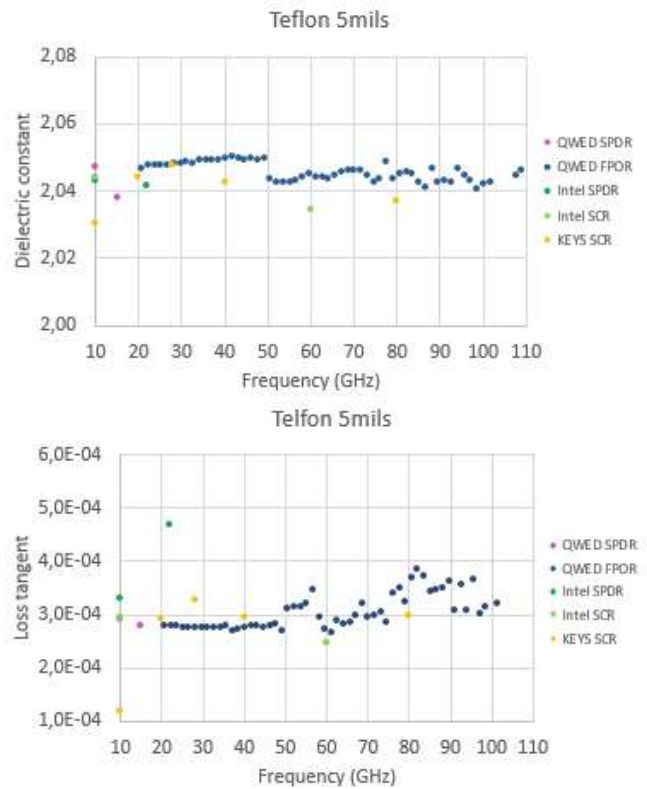 Teflon 5mils
2,08
2,06
2,04
2,02
2,00
Dielectric constant
10 20 30 40 50 60 70 80 90 100 110
Frequency (GHz)
QWED SPDR
QWED FPOR
Intel SPDR
Intel SCR
KEYS SCR
Telfon 5mils
6,0E-04
5,0E-04
4,0E-04
3,0E-04
2,0E-04
1,0E-04
Loss tangent
10 20 30 40 50 60 70 80 90 100 110
Frequency (GHz)
QWED SPDR
QWED FPOR
Intel SPDR
Intel SCR
KEYS SCR